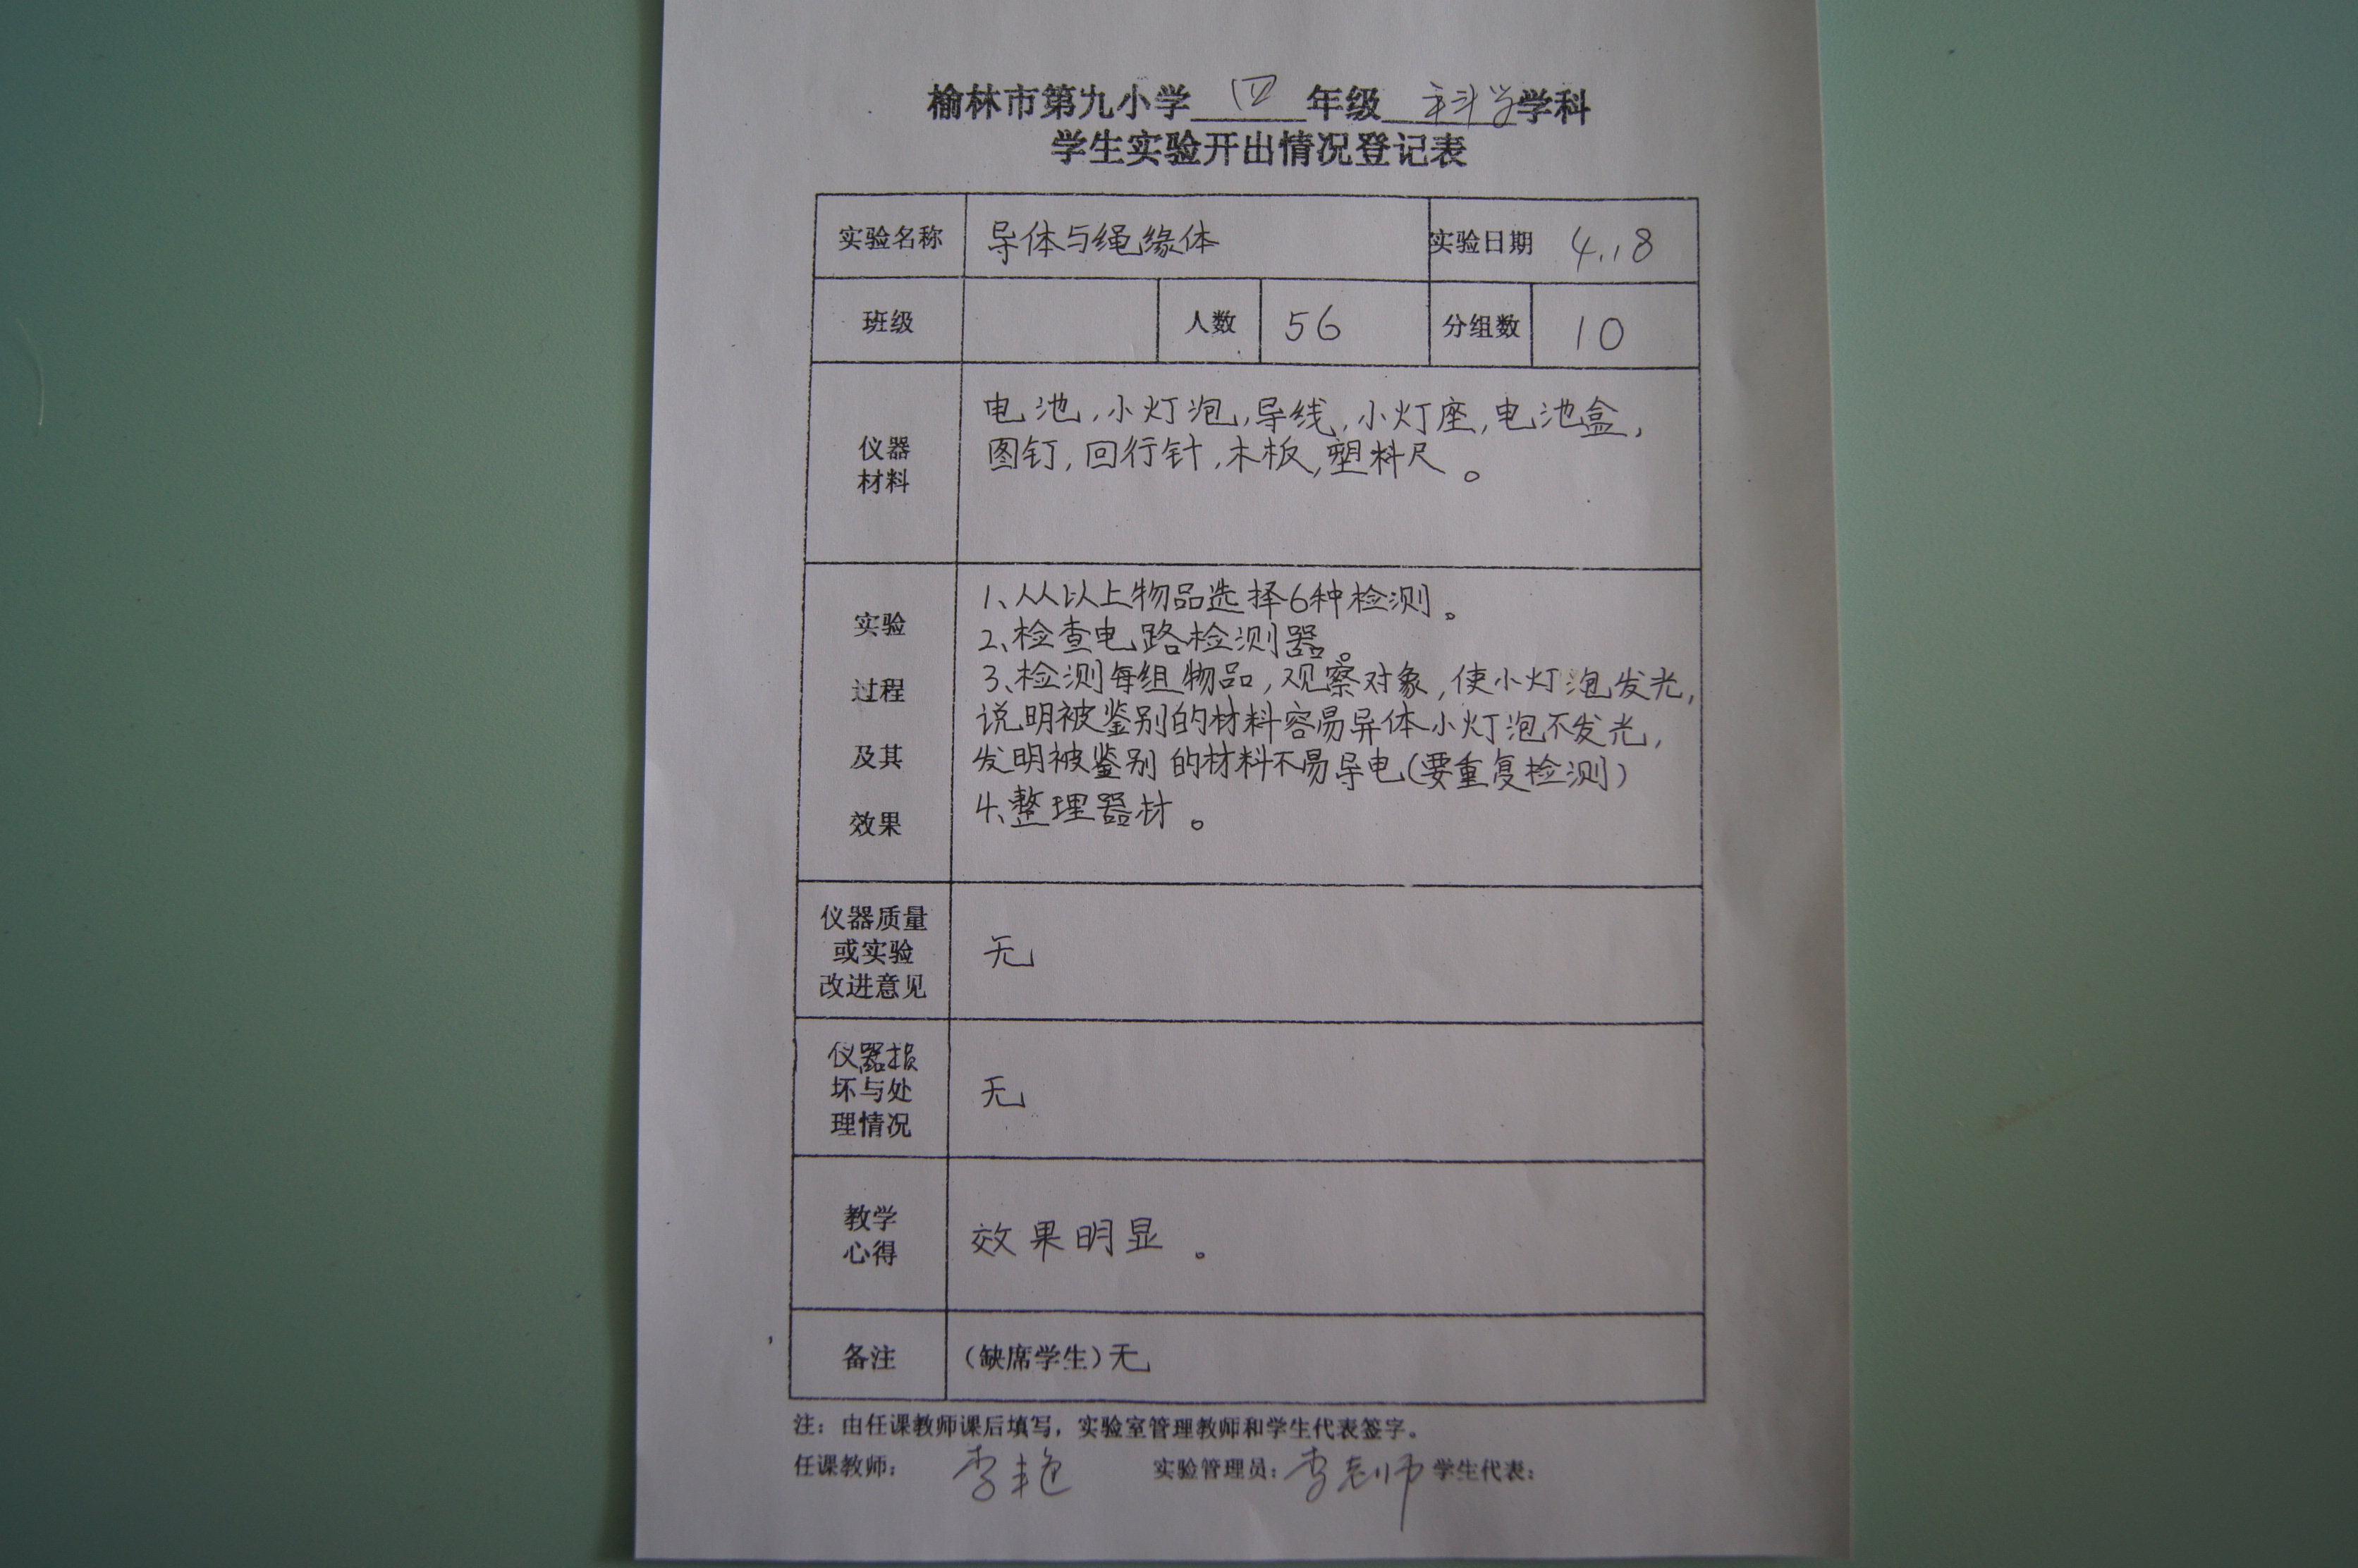 榆林市第九小学 四 年级 科学 学科
学生实验开出情况登记表
实验名称 导体与绳缘体 实验日期 4.18
班级 人数 56 分组数 10
仪器
材料
电池,小灯泡,导线,小灯座,电池盒,
图钉,回行针,木板,塑料尺。
实验
过程
及其
效果
1、从以上物品选择6种检测。
2、检查电路检测器。
3、检测每组物品,观察对象,使小灯泡发光,
说明被鉴别的材料容易导体小灯泡不发光,
发明被鉴别的材料不易导电(要重复检测)
4、整理器材。
仪器质量
或实验
改进意见
无
仪器损
坏与处
理情况
无
教学
心得
效果明显。
备注 (缺席学生)无
注:由任课教师课后填写,实验室管理教师和学生代表签字。
任课教师: 李艳 实验管理员: 李老师 学生代表: